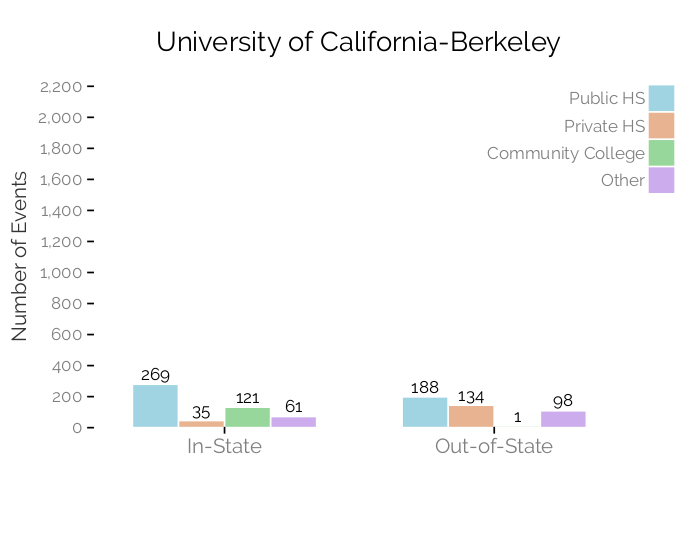 University of California-Berkeley
Number of Events
2,200
2,000
1,800
1,600
1,400
1,200
1,000
800
600
400
200
0
Public HS
Private HS
Community College
Other
269
35
121
61
188
134
1
98
In-State
Out-of-State